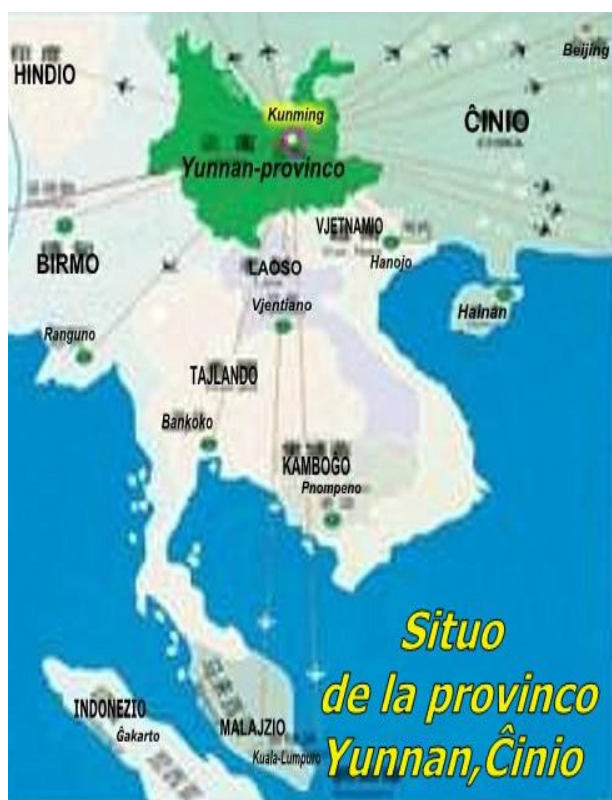 Beijing
HINDIO
Kunming
ĈINIO
Yunnan-provinco
VJETNAMIO
Hanojo
BIRMO
LAOSO
Vjentiano
Hainan
Ranguno
TAJLANDO
Bankoko
KAMBOĜO
Pnompeno
Situo
de la provinco
Yunnan,Ĉinio
INDONEZIO
Ĝakarto
MALAJZIO
Kuala-Lumpuro